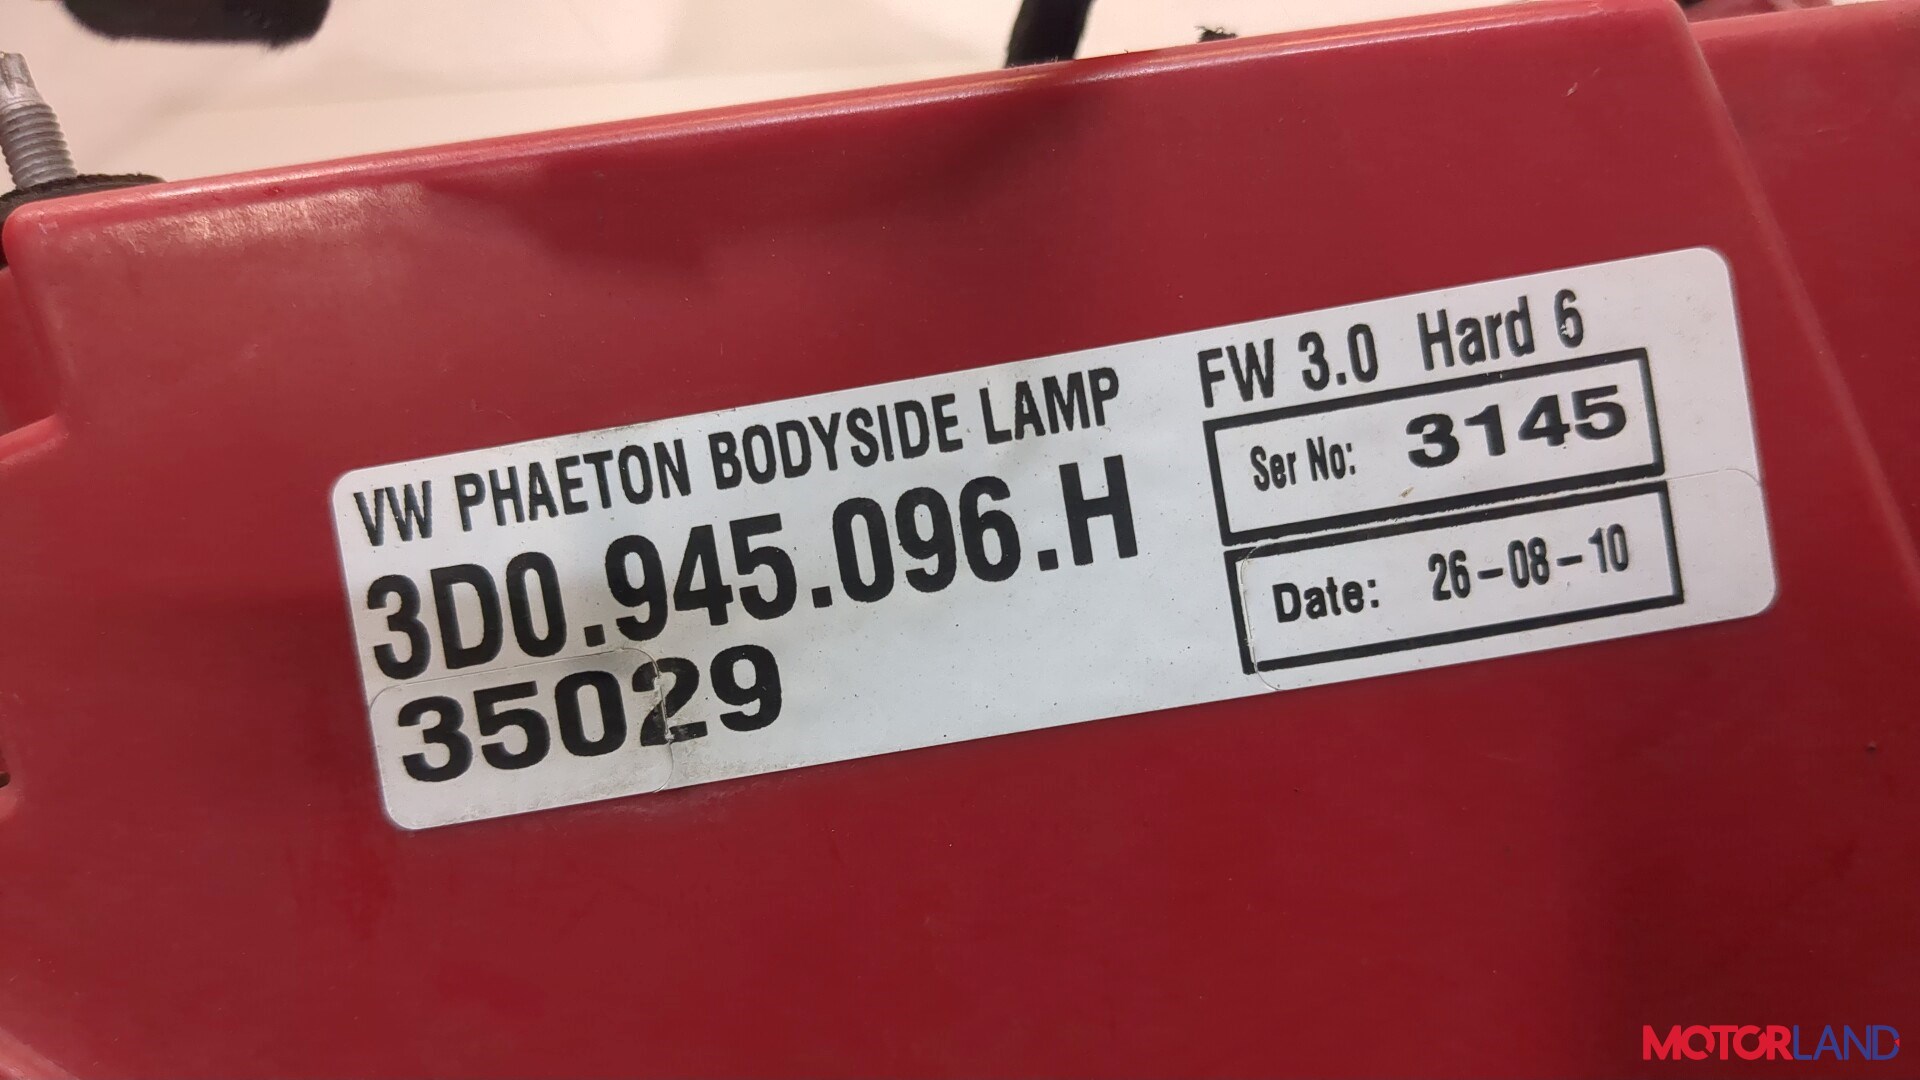 VW PHAETON BODYSIDE LAMP
3D0.945.096.H
35029
FW 3.0 Hard 6
Ser No: 3145
Date: 26-08-10
MOTORLAND